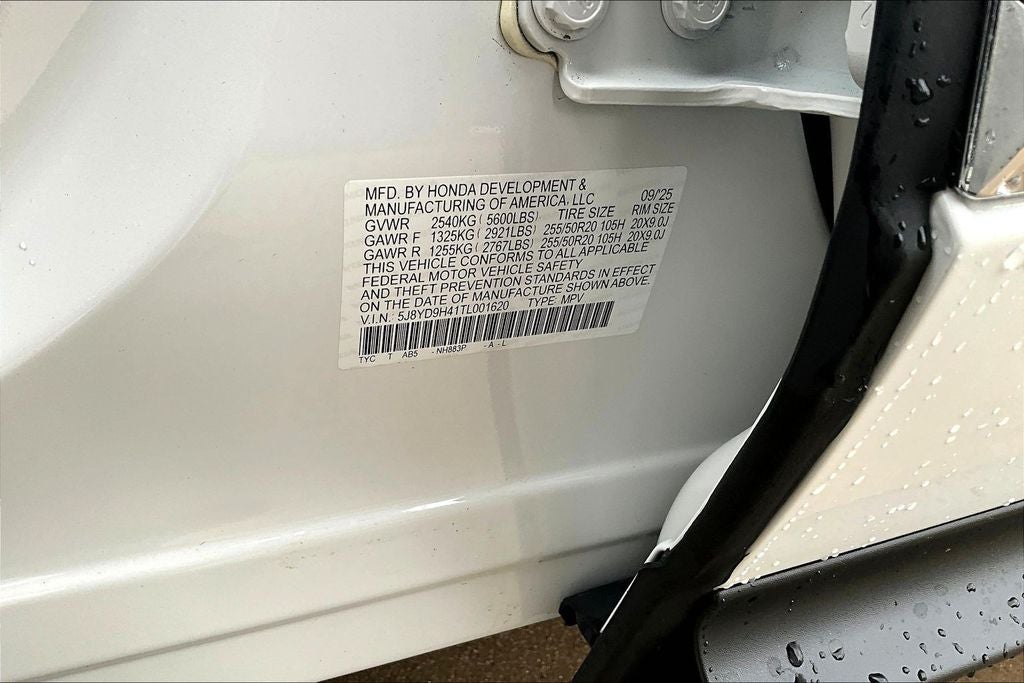 MFD. BY HONDA DEVELOPMENT & 09/25
MANUFACTURING OF AMERICA, LLC
GVWR 2540KG ( 5600LBS) TIRE SIZE RIM SIZE
GAWR F 1325KG ( 2921LBS) 255/50R20 105H 20X9.0J
GAWR R 1255KG ( 2767LBS) 255/50R20 105H 20X9.0J
THIS VEHICLE CONFORMS TO ALL APPLICABLE
FEDERAL MOTOR VEHICLE SAFETY
AND THEFT PREVENTION STANDARDS IN EFFECT
ON THE DATE OF MANUFACTURE SHOWN ABOVE.
V.I.N: 5J8YD9H41TL001620 TYPE: MPV
TYC T AB5 - NH883P - A - L